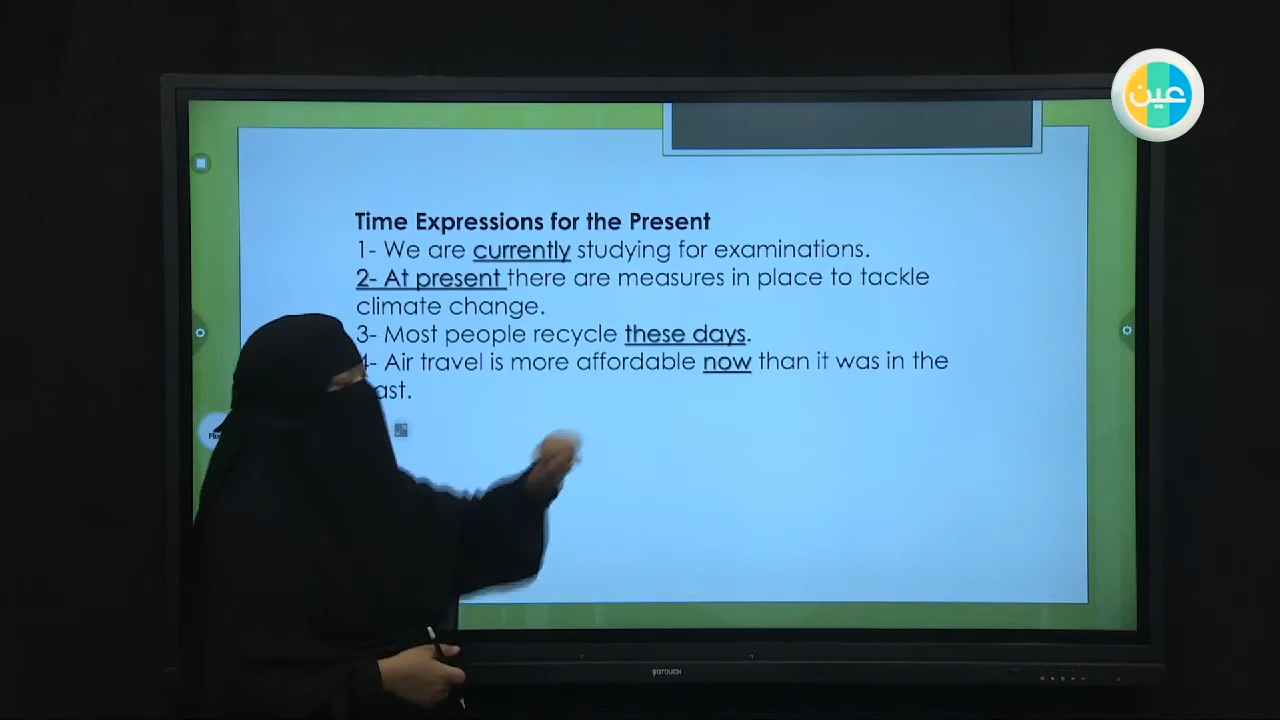 عين
Time Expressions for the Present
1- We are currently studying for examinations.
2- At present there are measures in place to tackle
climate change.
3- Most people recycle these days.
4- Air travel is more affordable now than it was in the
ast.